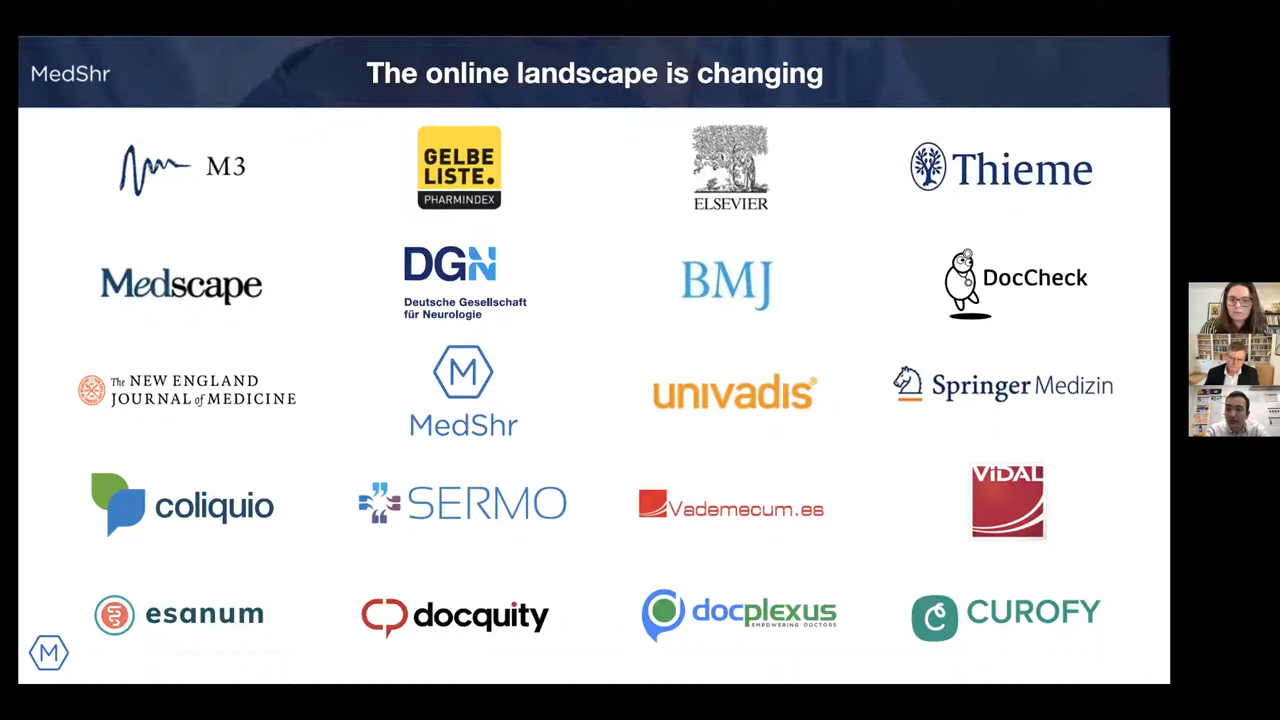 MedShr
The online landscape is changing
M3
GELBE
LISTE.
PHARMINDEX
ELSEVIER
Thieme
Medscape
DGN
Deutsche Gesellschaft
für Neurologie
BMJ
DocCheck
The NEW ENGLAND
JOURNAL of MEDICINE
M
MedShr
univadis®
Springer Medizin
coliquio
SERMO
Vademecum.es
ViDAL
esanum
docquity
docplexus
EMPOWERING DOCTORS
CUROFY
M